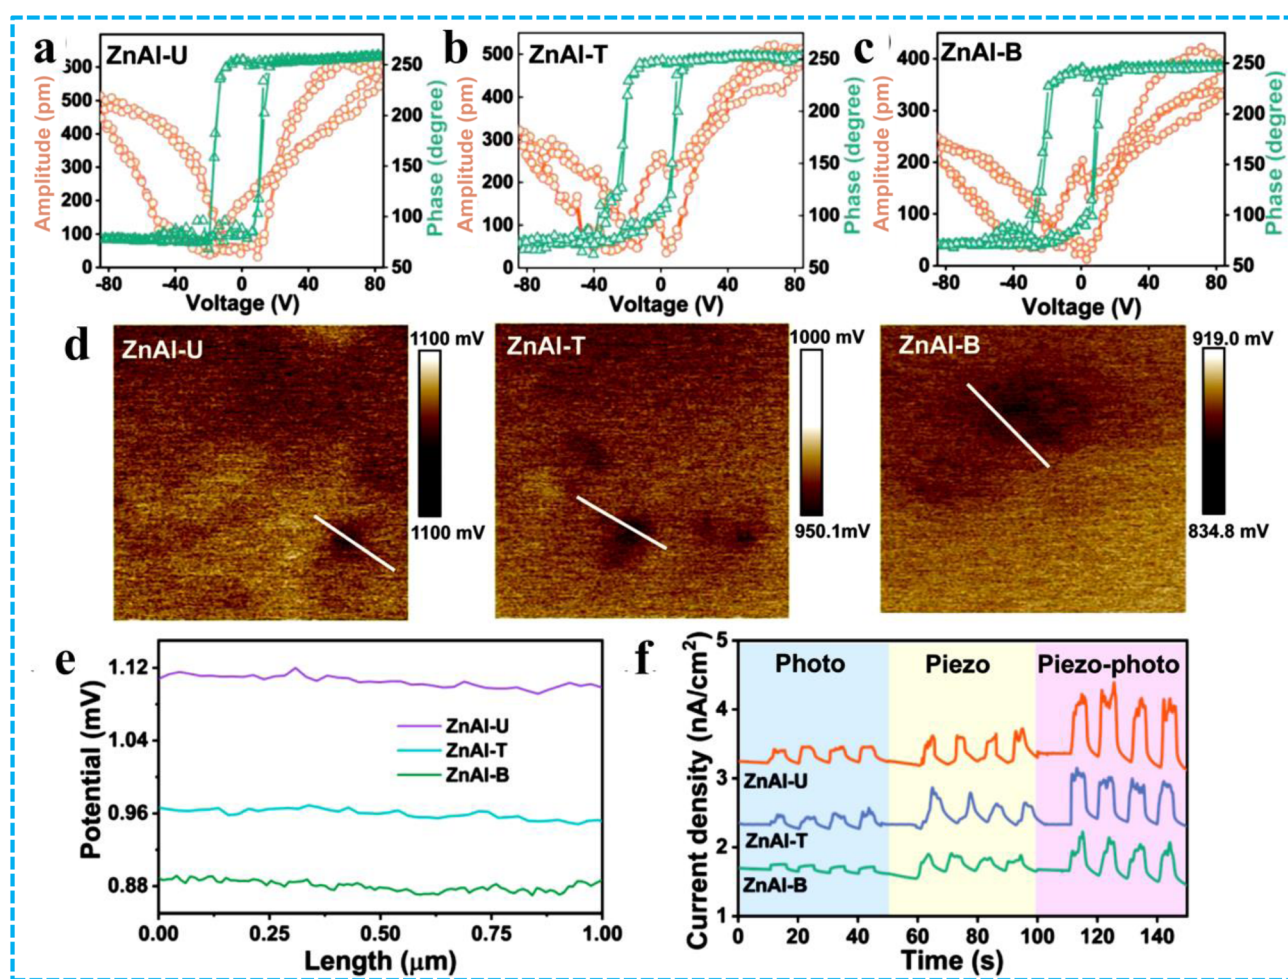 a
ZnAl-U
Amplitude (pm)
500
500
400
300
200
100
0
-80
-40
0
40
80
Voltage (V)
250
200
150
100
50
Phase (degree)
b
ZnAl-T
Amplitude (pm)
500
400
300
200
100
0
-80
-40
0
40
80
Voltage (V)
250
200
150
100
50
Phase (degree)
c
ZnAl-B
Amplitude (pm)
400
300
200
100
0
-80
-40
0
40
80
Voltage (V)
250
200
150
100
50
Phase (degree)
d
ZnAl-U
1100 mV
1100 mV
ZnAl-T
1000 mV
950.1mV
ZnAl-B
919.0 mV
834.8 mV
e
Potential (mV)
1.12
1.04
0.96
0.88
ZnAl-U
ZnAl-T
ZnAl-B
0.00
0.25
0.50
0.75
1.00
Length (μm)
f
Current density (nA/cm²)
5
4
3
2
1
Photo
Piezo
Piezo-photo
ZnAl-U
ZnAl-T
ZnAl-B
0
20
40
60
80
100
120
140
Time (s)